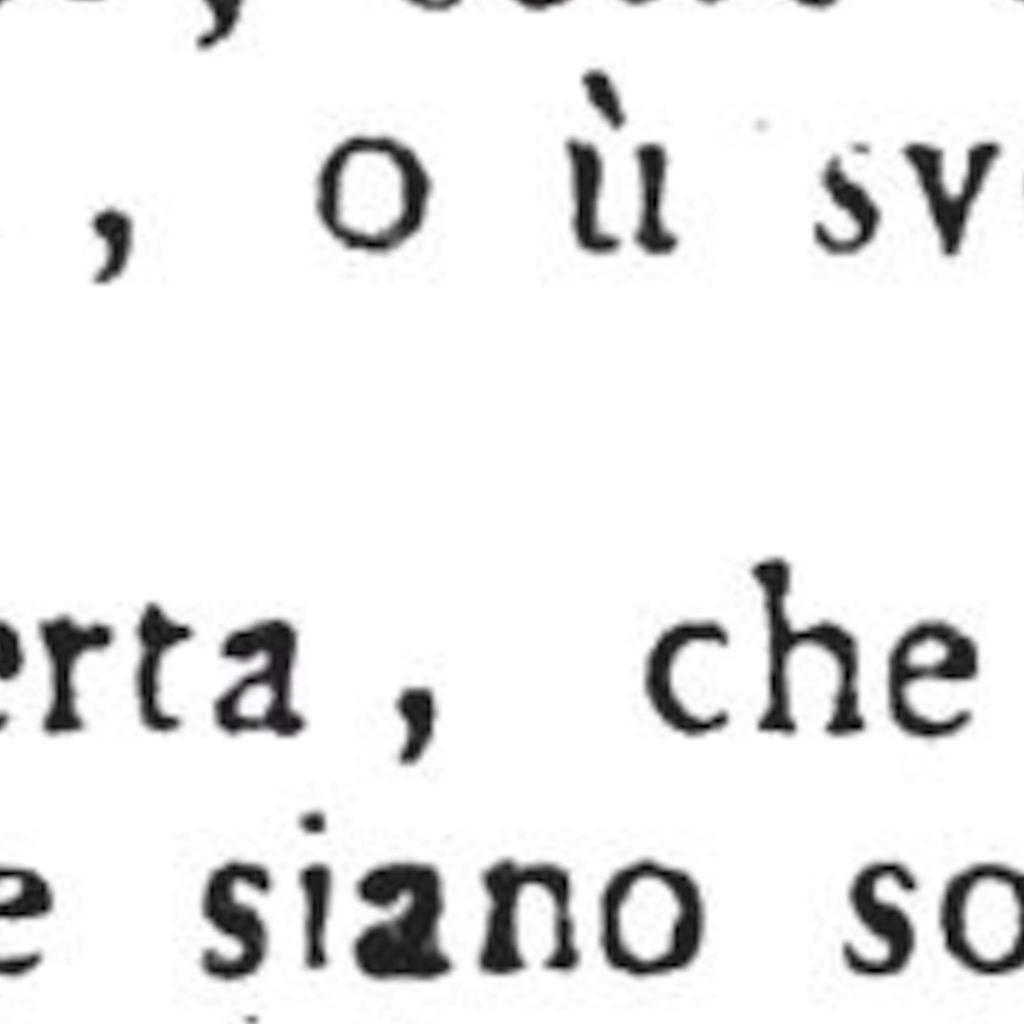 , o ù sv
erta, che
e siano so